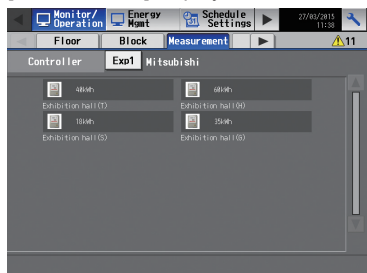 Monitor/ Operation
Energy Mgmt
Schedule Settings
27/03/2015 11:38
Floor
Block
Measurement
11
Controller
Exp1
Mitsubishi
40kWh
60kWh
Exhibition hall(T)
Exhibition hall(H)
18kWh
35kWh
Exhibition hall(S)
Exhibition hall(G)